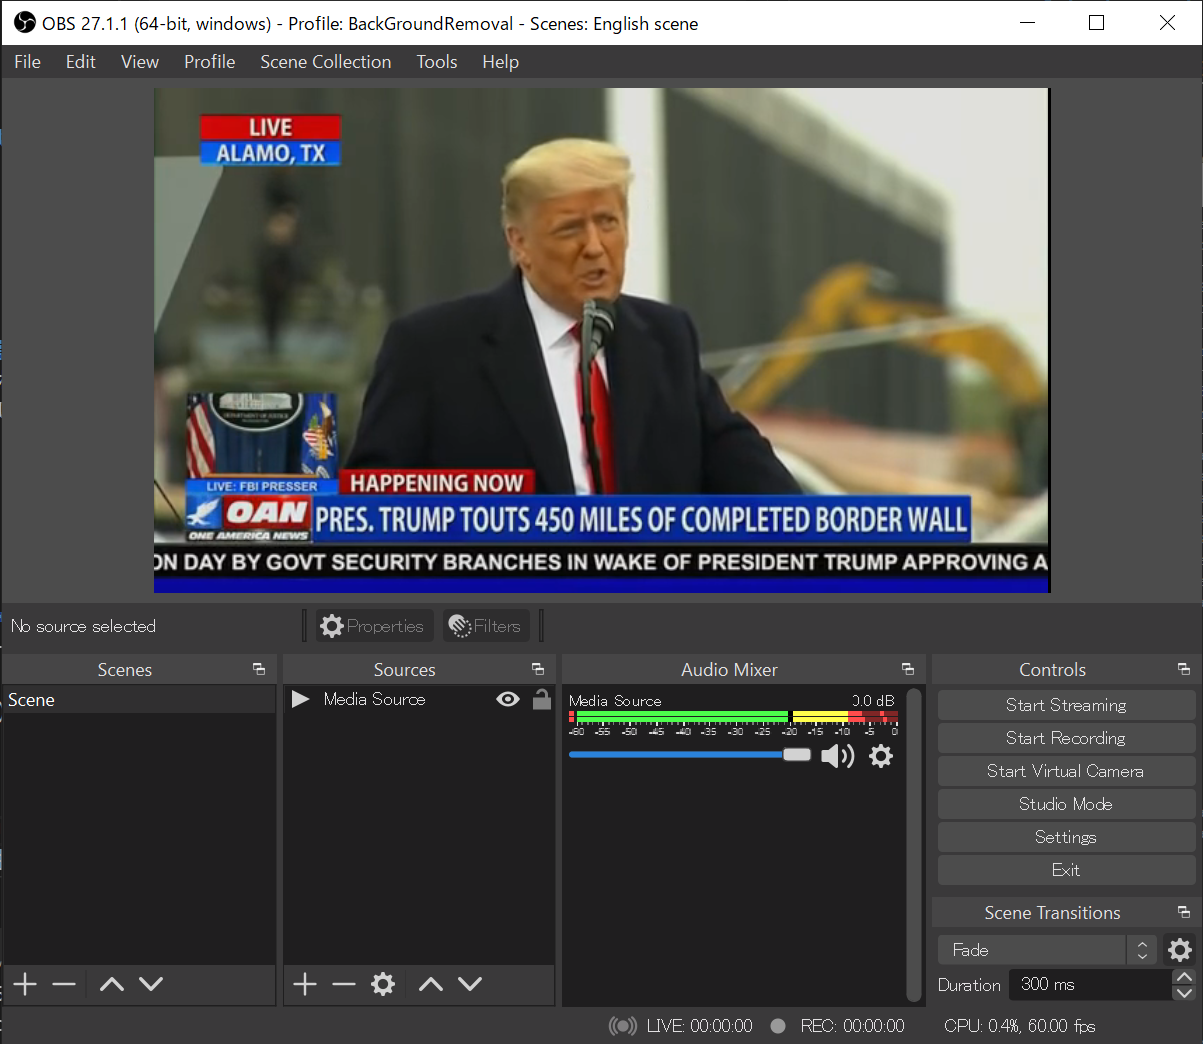 OBS 27.1.1 (64-bit, windows) - Profile: BackGroundRemoval - Scenes: English scene
File Edit View Profile Scene Collection Tools Help
LIVE
ALAMO, TX
DEPARTMENT OF JUSTICE
LIVE: FBI PRESSER
HAPPENING NOW
OAN
ONE AMERICA NEWS
PRES. TRUMP TOUTS 450 MILES OF COMPLETED BORDER WALL
ON DAY BY GOVT SECURITY BRANCHES IN WAKE OF PRESIDENT TRUMP APPROVING A
No source selected
Properties
Filters
Scenes
Scene
Sources
Media Source
Audio Mixer
Media Source 0.0 dB
-60 -55 -50 -45 -40 -35 -30 -25 -20 -15 -10 -5 0
Controls
Start Streaming
Start Recording
Start Virtual Camera
Studio Mode
Settings
Exit
Scene Transitions
Fade
Duration 300 ms
LIVE: 00:00:00 REC: 00:00:00 CPU: 0.4%, 60.00 fps